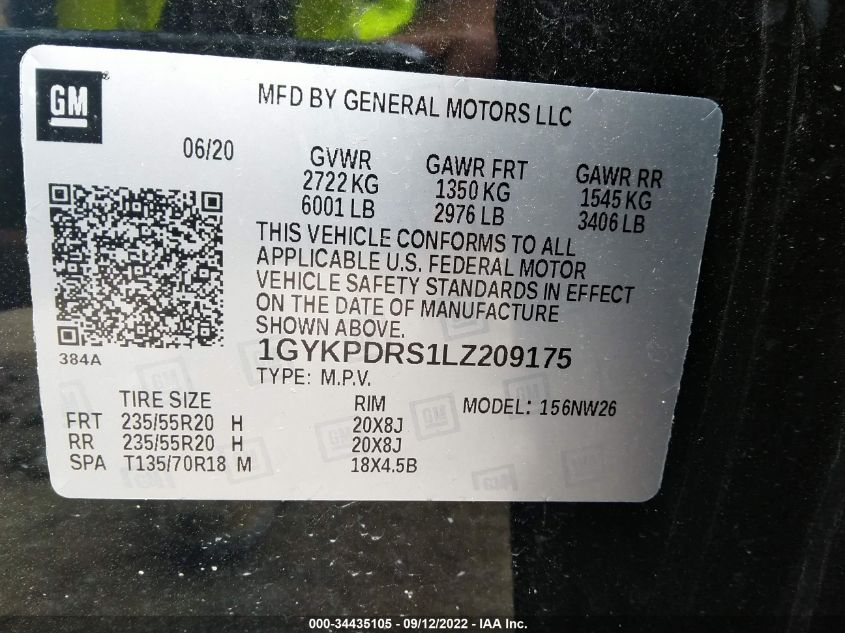 GM
MFD BY GENERAL MOTORS LLC
06/20
GVWR
2722 KG
6001 LB
GAWR FRT
1350 KG
2976 LB
GAWR RR
1545 KG
3406 LB
THIS VEHICLE CONFORMS TO ALL
APPLICABLE U.S. FEDERAL MOTOR
VEHICLE SAFETY STANDARDS IN EFFECT
ON THE DATE OF MANUFACTURE
SHOWN ABOVE.
384A
1GYKPDRS1LZ209175
TYPE: M.P.V.
TIRE SIZE RIM MODEL: 156NW26
FRT 235/55R20 H 20X8J
RR 235/55R20 H 20X8J
SPA T135/70R18 M 18X4.5B
000-34435105 - 09/12/2022 - IAA Inc.